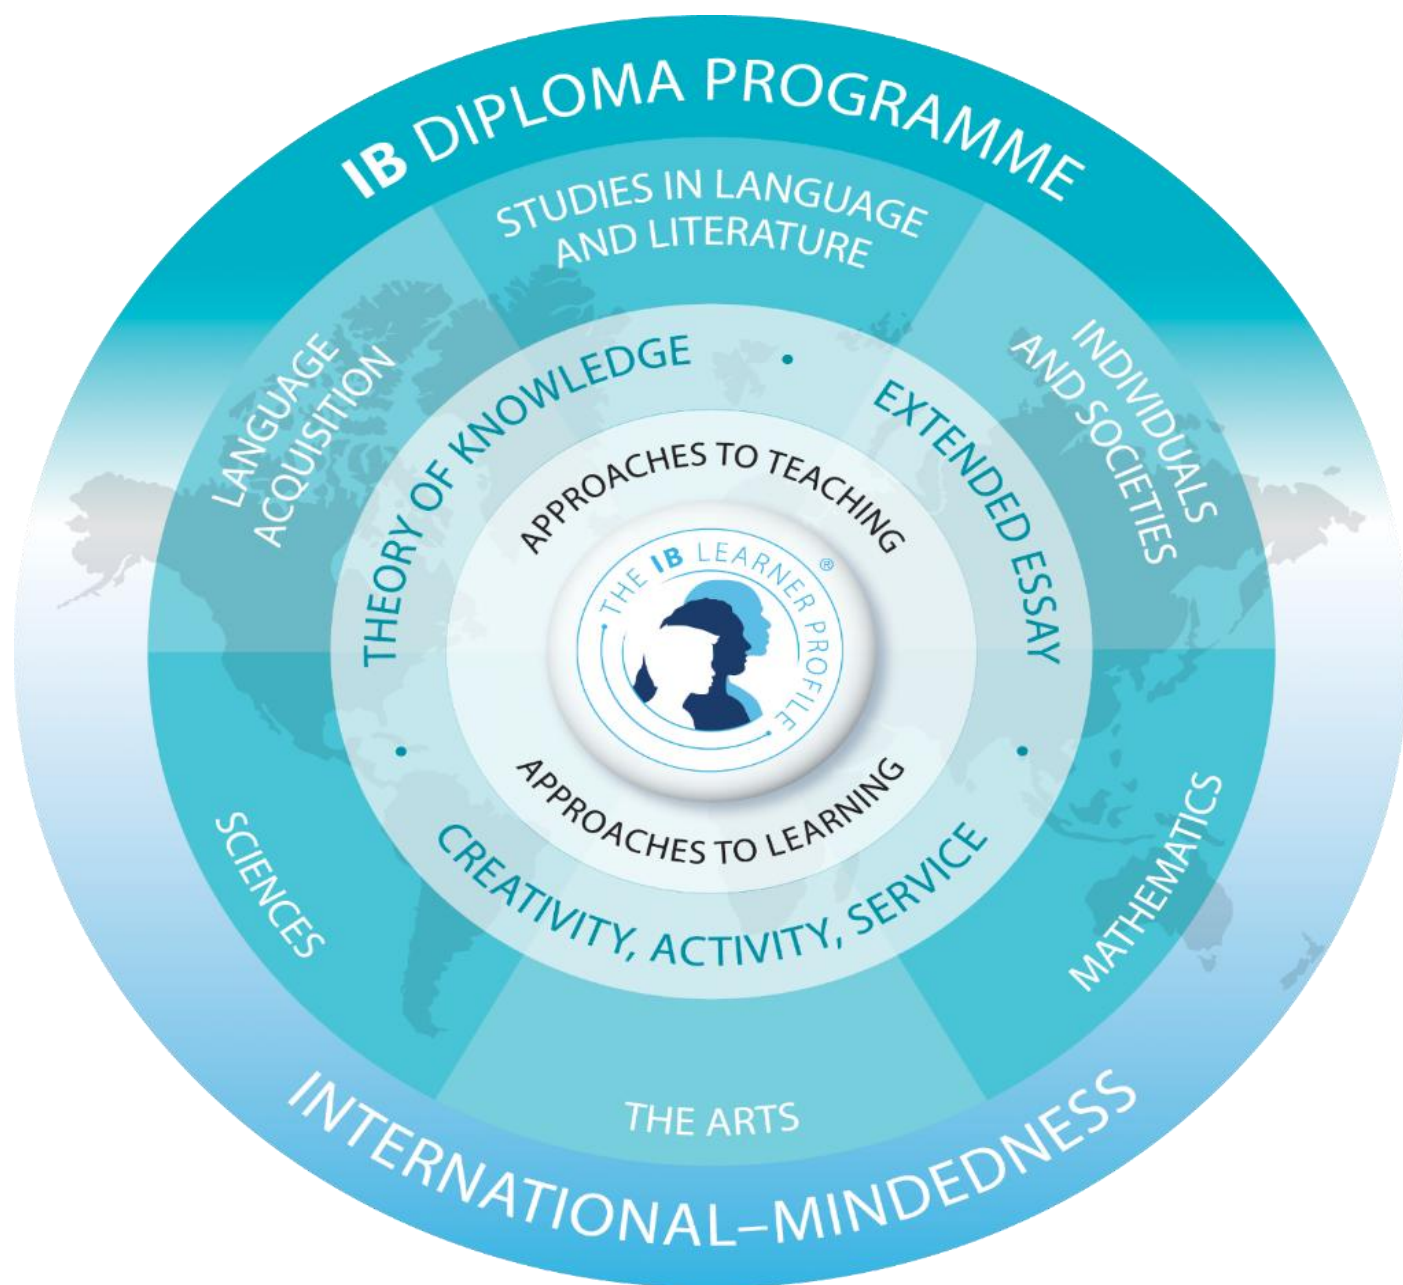 IB DIPLOMA PROGRAMME
STUDIES IN LANGUAGE
AND LITERATURE
LANGUAGE
ACQUISITION
INDIVIDUALS
AND SOCIETIES
THEORY OF KNOWLEDGE
•
EXTENDED ESSAY
APPROACHES TO TEACHING
• THE IB LEARNER PROFILE •
®
APPROACHES TO LEARNING
•
CREATIVITY, ACTIVITY, SERVICE
•
SCIENCES
MATHEMATICS
THE ARTS
INTERNATIONAL–MINDEDNESS